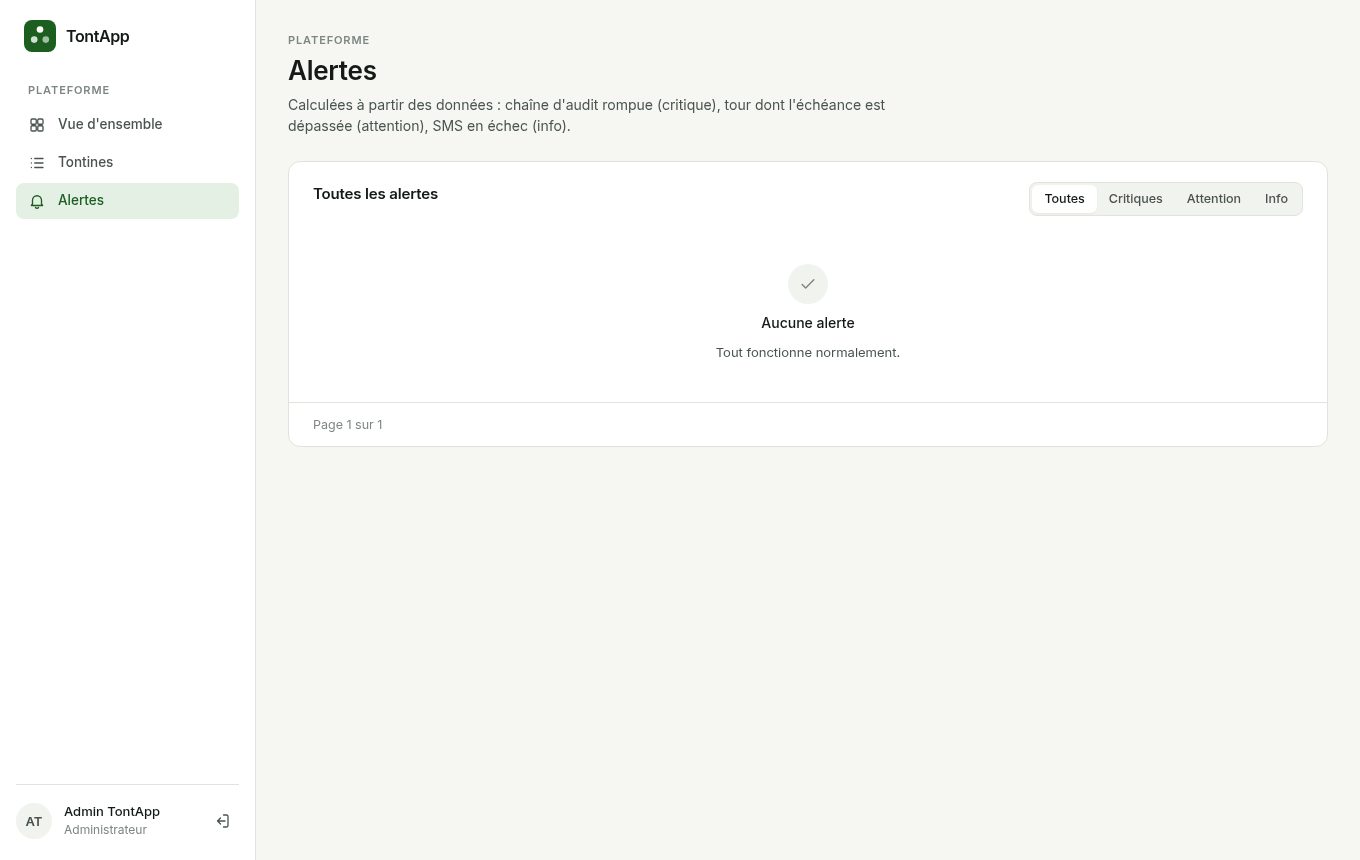 TontApp
PLATEFORME
Vue d'ensemble
Tontines
Alertes
AT
Admin TontApp
Administrateur
PLATEFORME
Alertes
Calculées à partir des données : chaîne d'audit rompue (critique), tour dont l'échéance est
dépassée (attention), SMS en échec (info).
Toutes les alertes
Toutes Critiques Attention Info
Aucune alerte
Tout fonctionne normalement.
Page 1 sur 1